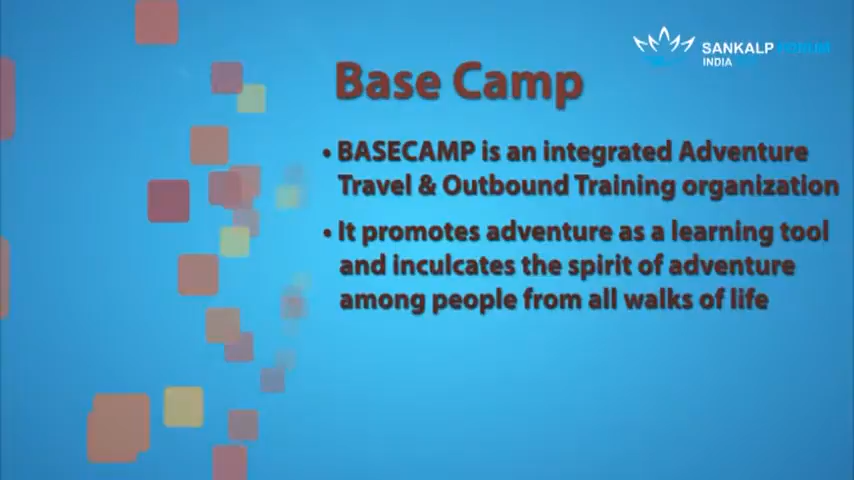 SANKALP FORUM
INDIA
Base Camp
• BASECAMP is an integrated Adventure
Travel & Outbound Training organization
• It promotes adventure as a learning tool
and inculcates the spirit of adventure
among people from all walks of life